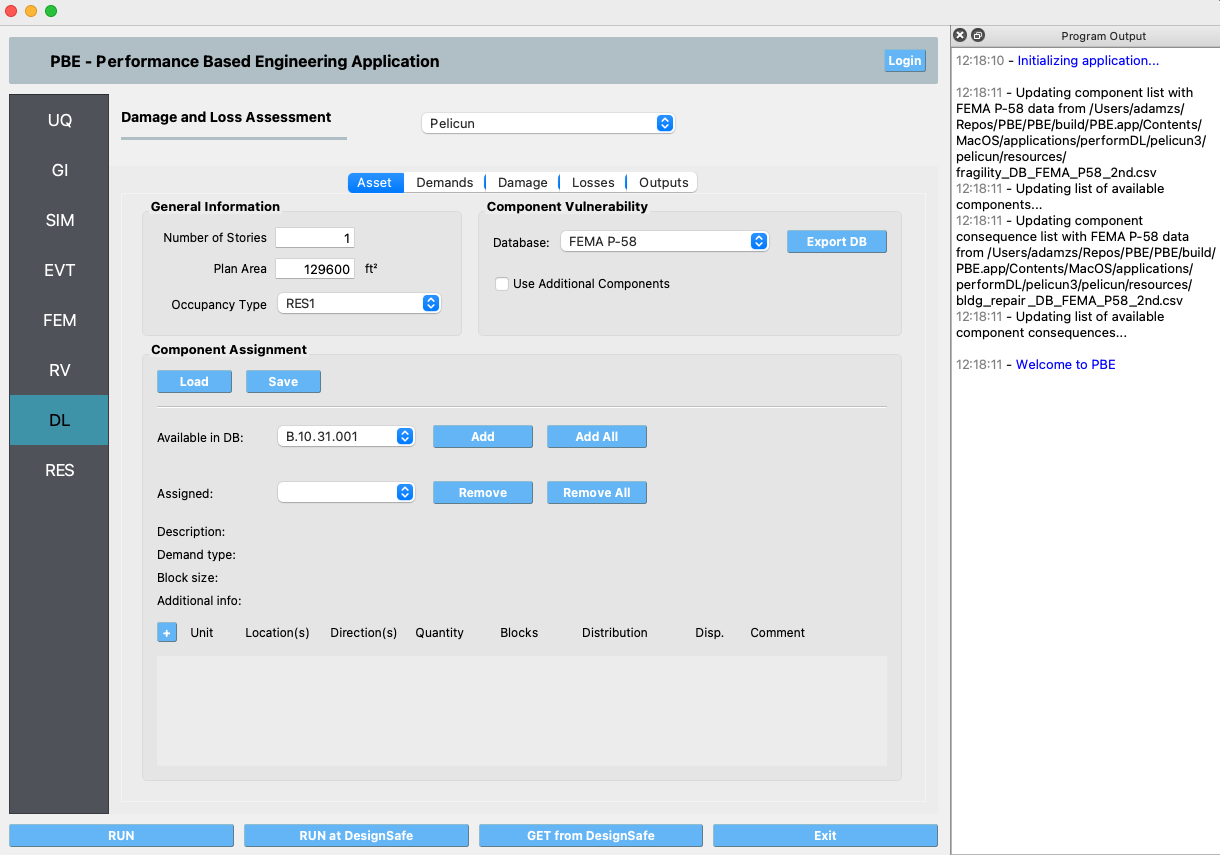 PBE - Performance Based Engineering Application
Login
UQ
GI
SIM
EVT
FEM
RV
DL
RES
Damage and Loss Assessment
Pelicun
Asset
Demands
Damage
Losses
Outputs
General Information
Number of Stories
1
Plan Area
129600
ft²
Occupancy Type
RES1
Component Vulnerability
Database:
FEMA P-58
Export DB
Use Additional Components
Component Assignment
Load
Save
Available in DB:
B.10.31.001
Add
Add All
Assigned:
Remove
Remove All
Description:
Demand type:
Block size:
Additional info:
+
Unit
Location(s)
Direction(s)
Quantity
Blocks
Distribution
Disp.
Comment
RUN
RUN at DesignSafe
GET from DesignSafe
Exit
Program Output
12:18:10 - Initializing application...
12:18:11 - Updating component list with
FEMA P-58 data from /Users/adamzs/
Repos/PBE/PBE/build/PBE.app/Contents/
MacOS/applications/performDL/pelicun3/
pelicun/resources/
fragility_DB_FEMA_P58_2nd.csv
12:18:11 - Updating list of available
components...
12:18:11 - Updating component
consequence list with FEMA P-58 data
from /Users/adamzs/Repos/PBE/PBE/build/
PBE.app/Contents/MacOS/applications/
performDL/pelicun3/pelicun/resources/
bldg_repair_DB_FEMA_P58_2nd.csv
12:18:11 - Updating list of available
component consequences...
12:18:11 - Welcome to PBE